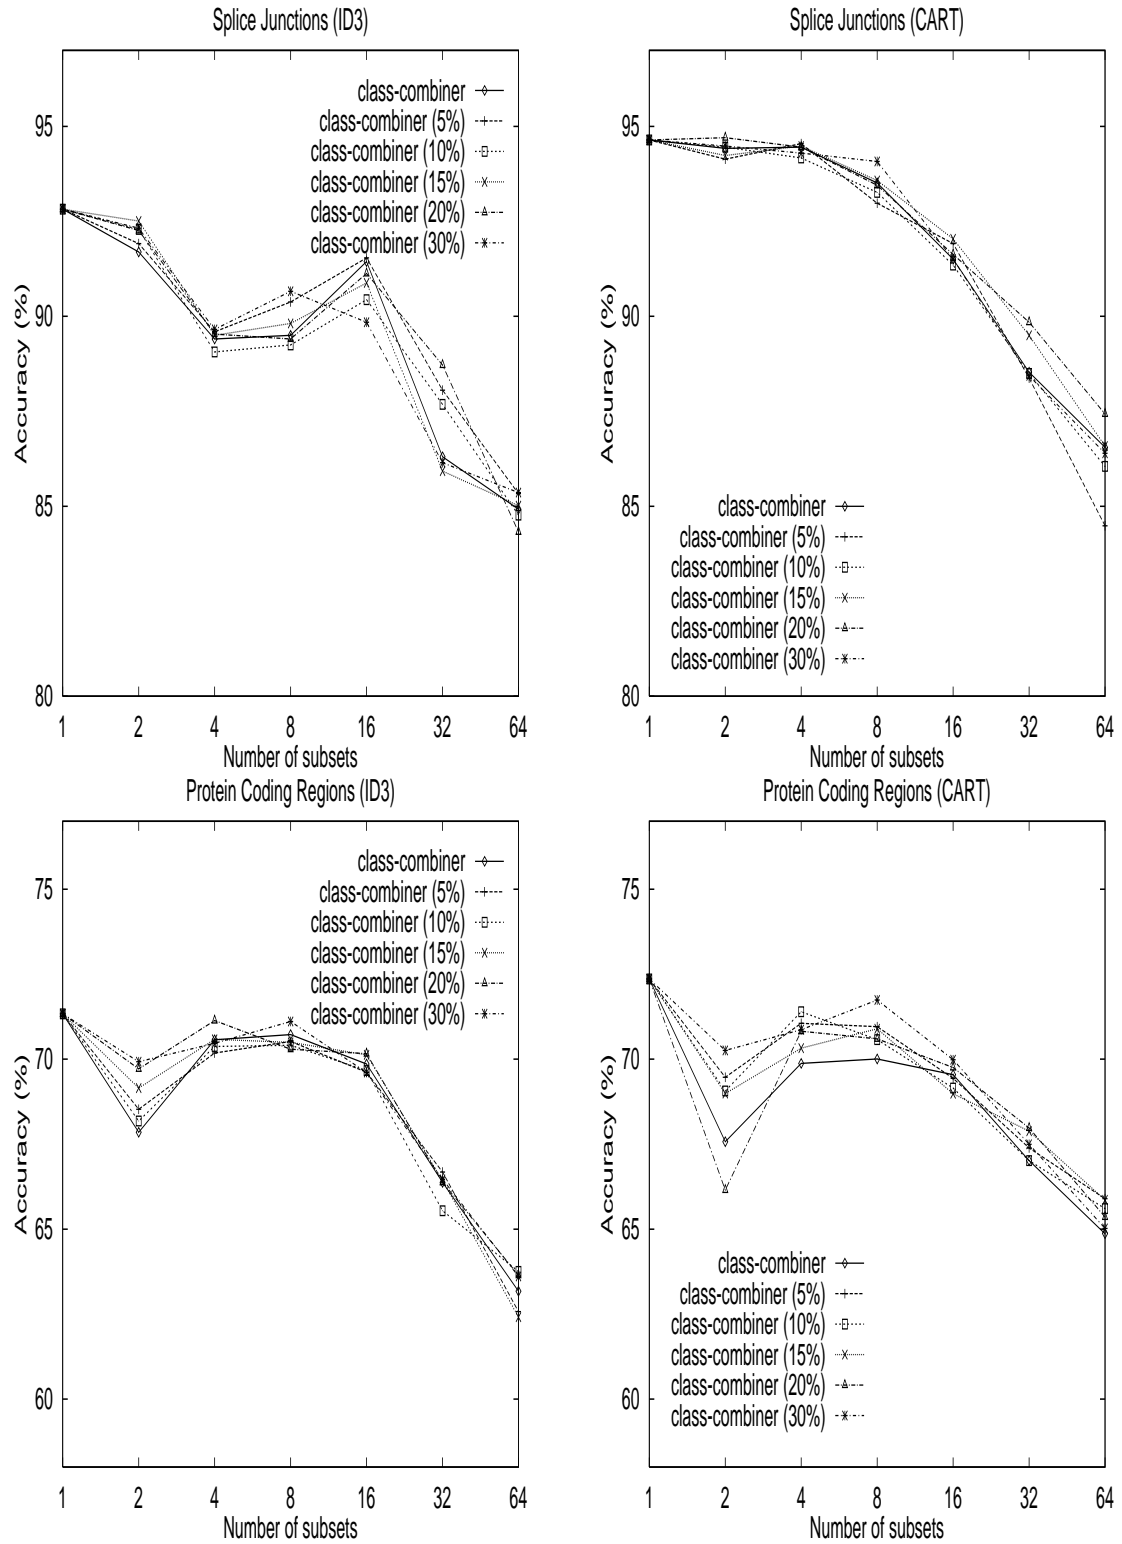 Splice Junctions (ID3)
Accuracy (%)
95
90
85
80
class-combiner
class-combiner (5%)
class-combiner (10%)
class-combiner (15%)
class-combiner (20%)
class-combiner (30%)
1 2 4 8 16 32 64
Number of subsets
Splice Junctions (CART)
Accuracy (%)
95
90
85
80
class-combiner
class-combiner (5%)
class-combiner (10%)
class-combiner (15%)
class-combiner (20%)
class-combiner (30%)
1 2 4 8 16 32 64
Number of subsets
Protein Coding Regions (ID3)
Accuracy (%)
75
70
65
60
class-combiner
class-combiner (5%)
class-combiner (10%)
class-combiner (15%)
class-combiner (20%)
class-combiner (30%)
1 2 4 8 16 32 64
Number of subsets
Protein Coding Regions (CART)
Accuracy (%)
75
70
65
60
class-combiner
class-combiner (5%)
class-combiner (10%)
class-combiner (15%)
class-combiner (20%)
class-combiner (30%)
1 2 4 8 16 32 64
Number of subsets